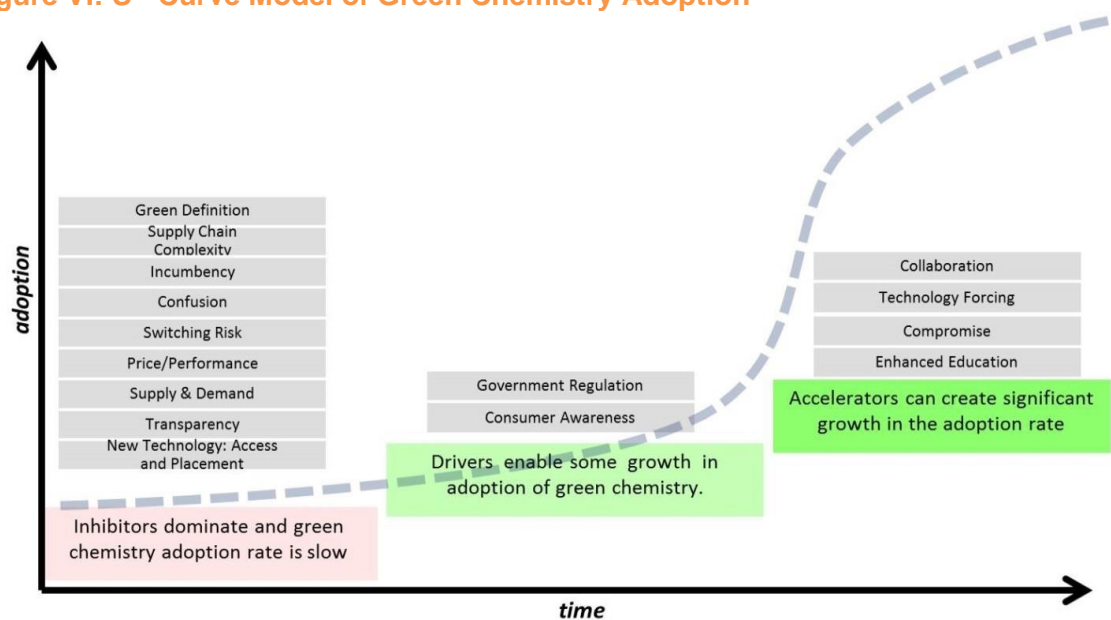 igure VI: S - Curve Model of Green Chemistry Adoption
adoption
Green Definition
Supply Chain
Complexity
Incumbency
Confusion
Switching Risk
Price/Performance
Supply & Demand
Transparency
New Technology: Access
and Placement
Inhibitors dominate and green
chemistry adoption rate is slow
Government Regulation
Consumer Awareness
Drivers enable some growth in
adoption of green chemistry.
Collaboration
Technology Forcing
Compromise
Enhanced Education
Accelerators can create significant
growth in the adoption rate
time